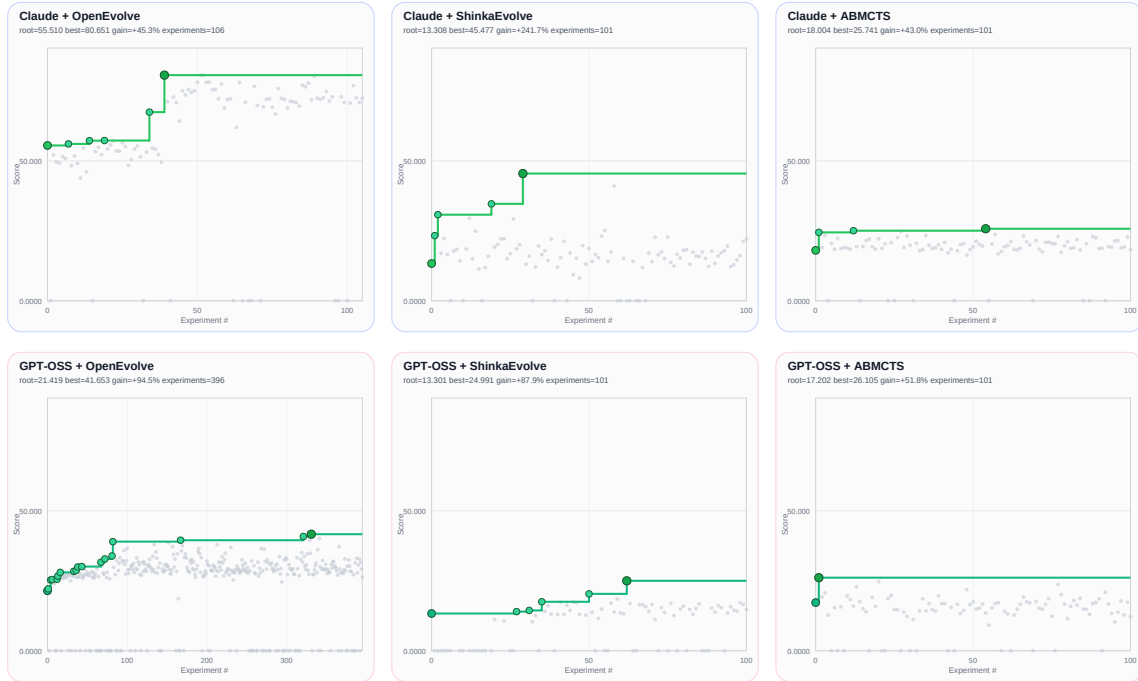 Claude + OpenEvolve
root=55.510 best=80.651 gain=+45.3% experiments=106
Score
50.000
0.0000
0
50
100
Experiment #
Claude + ShinkaEvolve
root=13.308 best=45.477 gain=+241.7% experiments=101
Score
50.000
0.0000
0
50
100
Experiment #
Claude + ABMCTS
root=18.004 best=25.741 gain=+43.0% experiments=101
Score
50.000
0.0000
0
50
100
Experiment #
GPT-OSS + OpenEvolve
root=21.419 best=41.653 gain=+94.5% experiments=396
Score
50.000
0.0000
0
100
200
300
Experiment #
GPT-OSS + ShinkaEvolve
root=13.301 best=24.991 gain=+87.9% experiments=101
Score
50.000
0.0000
0
50
100
Experiment #
GPT-OSS + ABMCTS
root=17.202 best=26.105 gain=+51.8% experiments=101
Score
50.000
0.0000
0
50
100
Experiment #